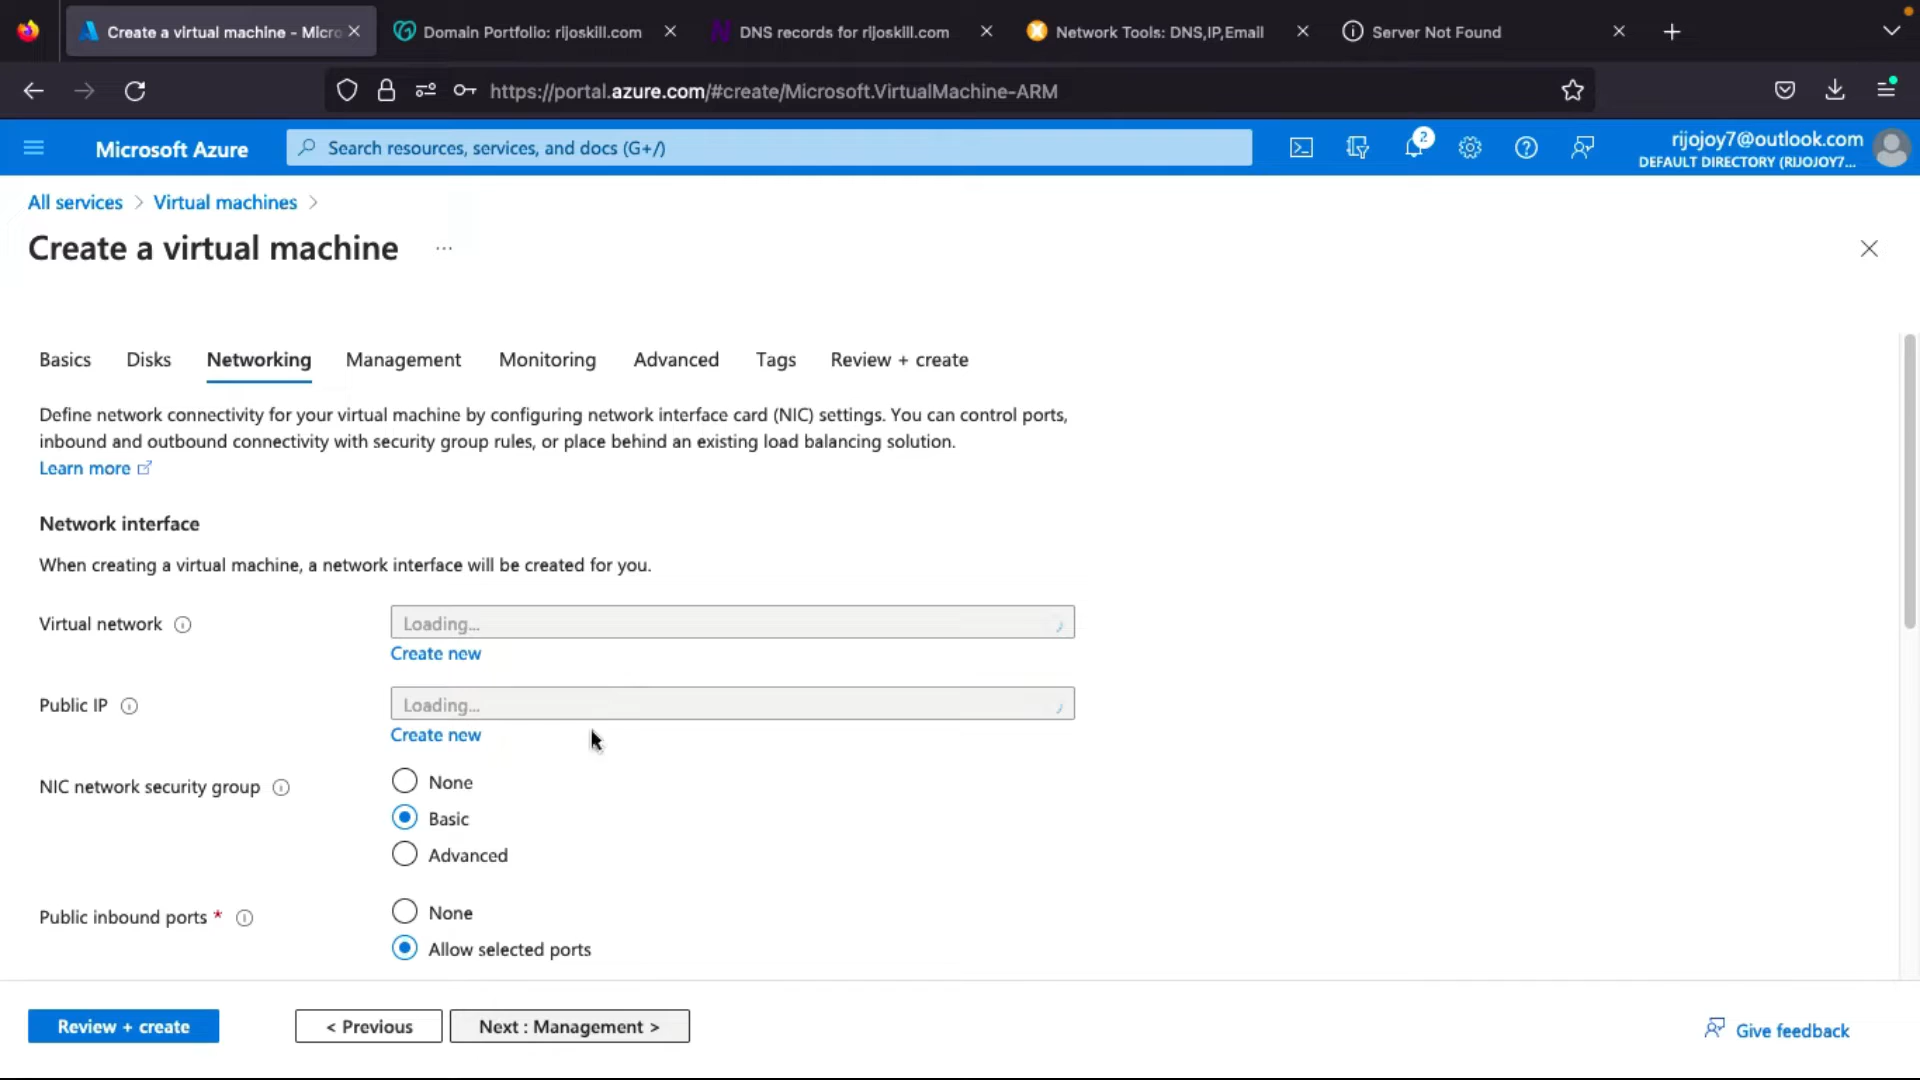 Create a virtual machine - Micro
Domain Portfolio: rijoskill.com
DNS records for rijoskill.com
Network Tools: DNS,IP,Email
Server Not Found
https://portal.azure.com/#create/Microsoft.VirtualMachine-ARM
Microsoft Azure
Search resources, services, and docs (G+/)
2
rijojoy7@outlook.com
DEFAULT DIRECTORY (RIJOJOY7...
All services > Virtual machines >
Create a virtual machine ...
Basics Disks Networking Management Monitoring Advanced Tags Review + create
Define network connectivity for your virtual machine by configuring network interface card (NIC) settings. You can control ports,
inbound and outbound connectivity with security group rules, or place behind an existing load balancing solution.
Learn more
Network interface
When creating a virtual machine, a network interface will be created for you.
Virtual network
Loading...
Create new
Public IP
Loading...
Create new
NIC network security group
None
Basic
Advanced
Public inbound ports *
None
Allow selected ports
Review + create
< Previous
Next : Management >
Give feedback